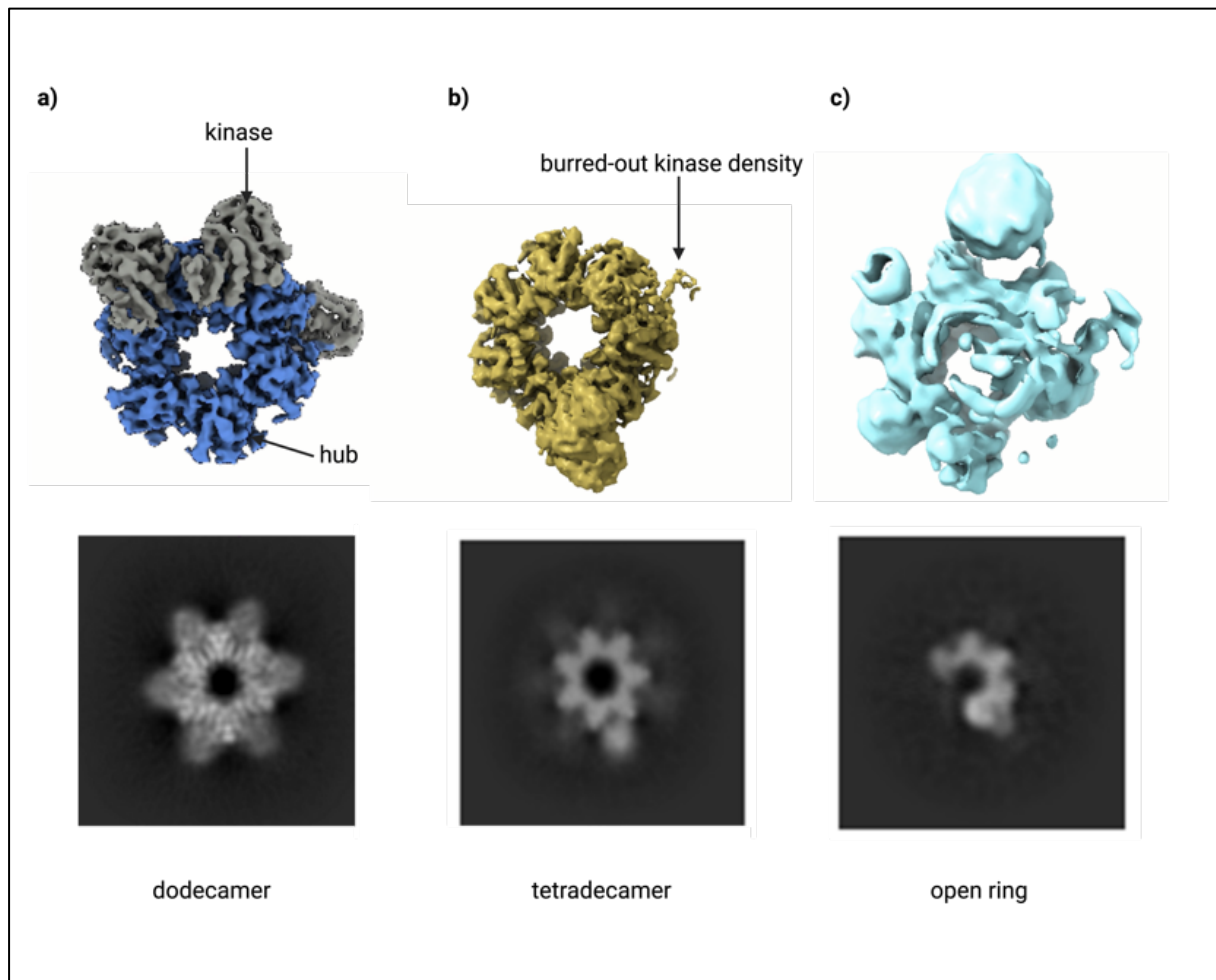 a)
b)
c)
kinase
burred-out kinase density
hub
dodecamer
tetradecamer
open ring